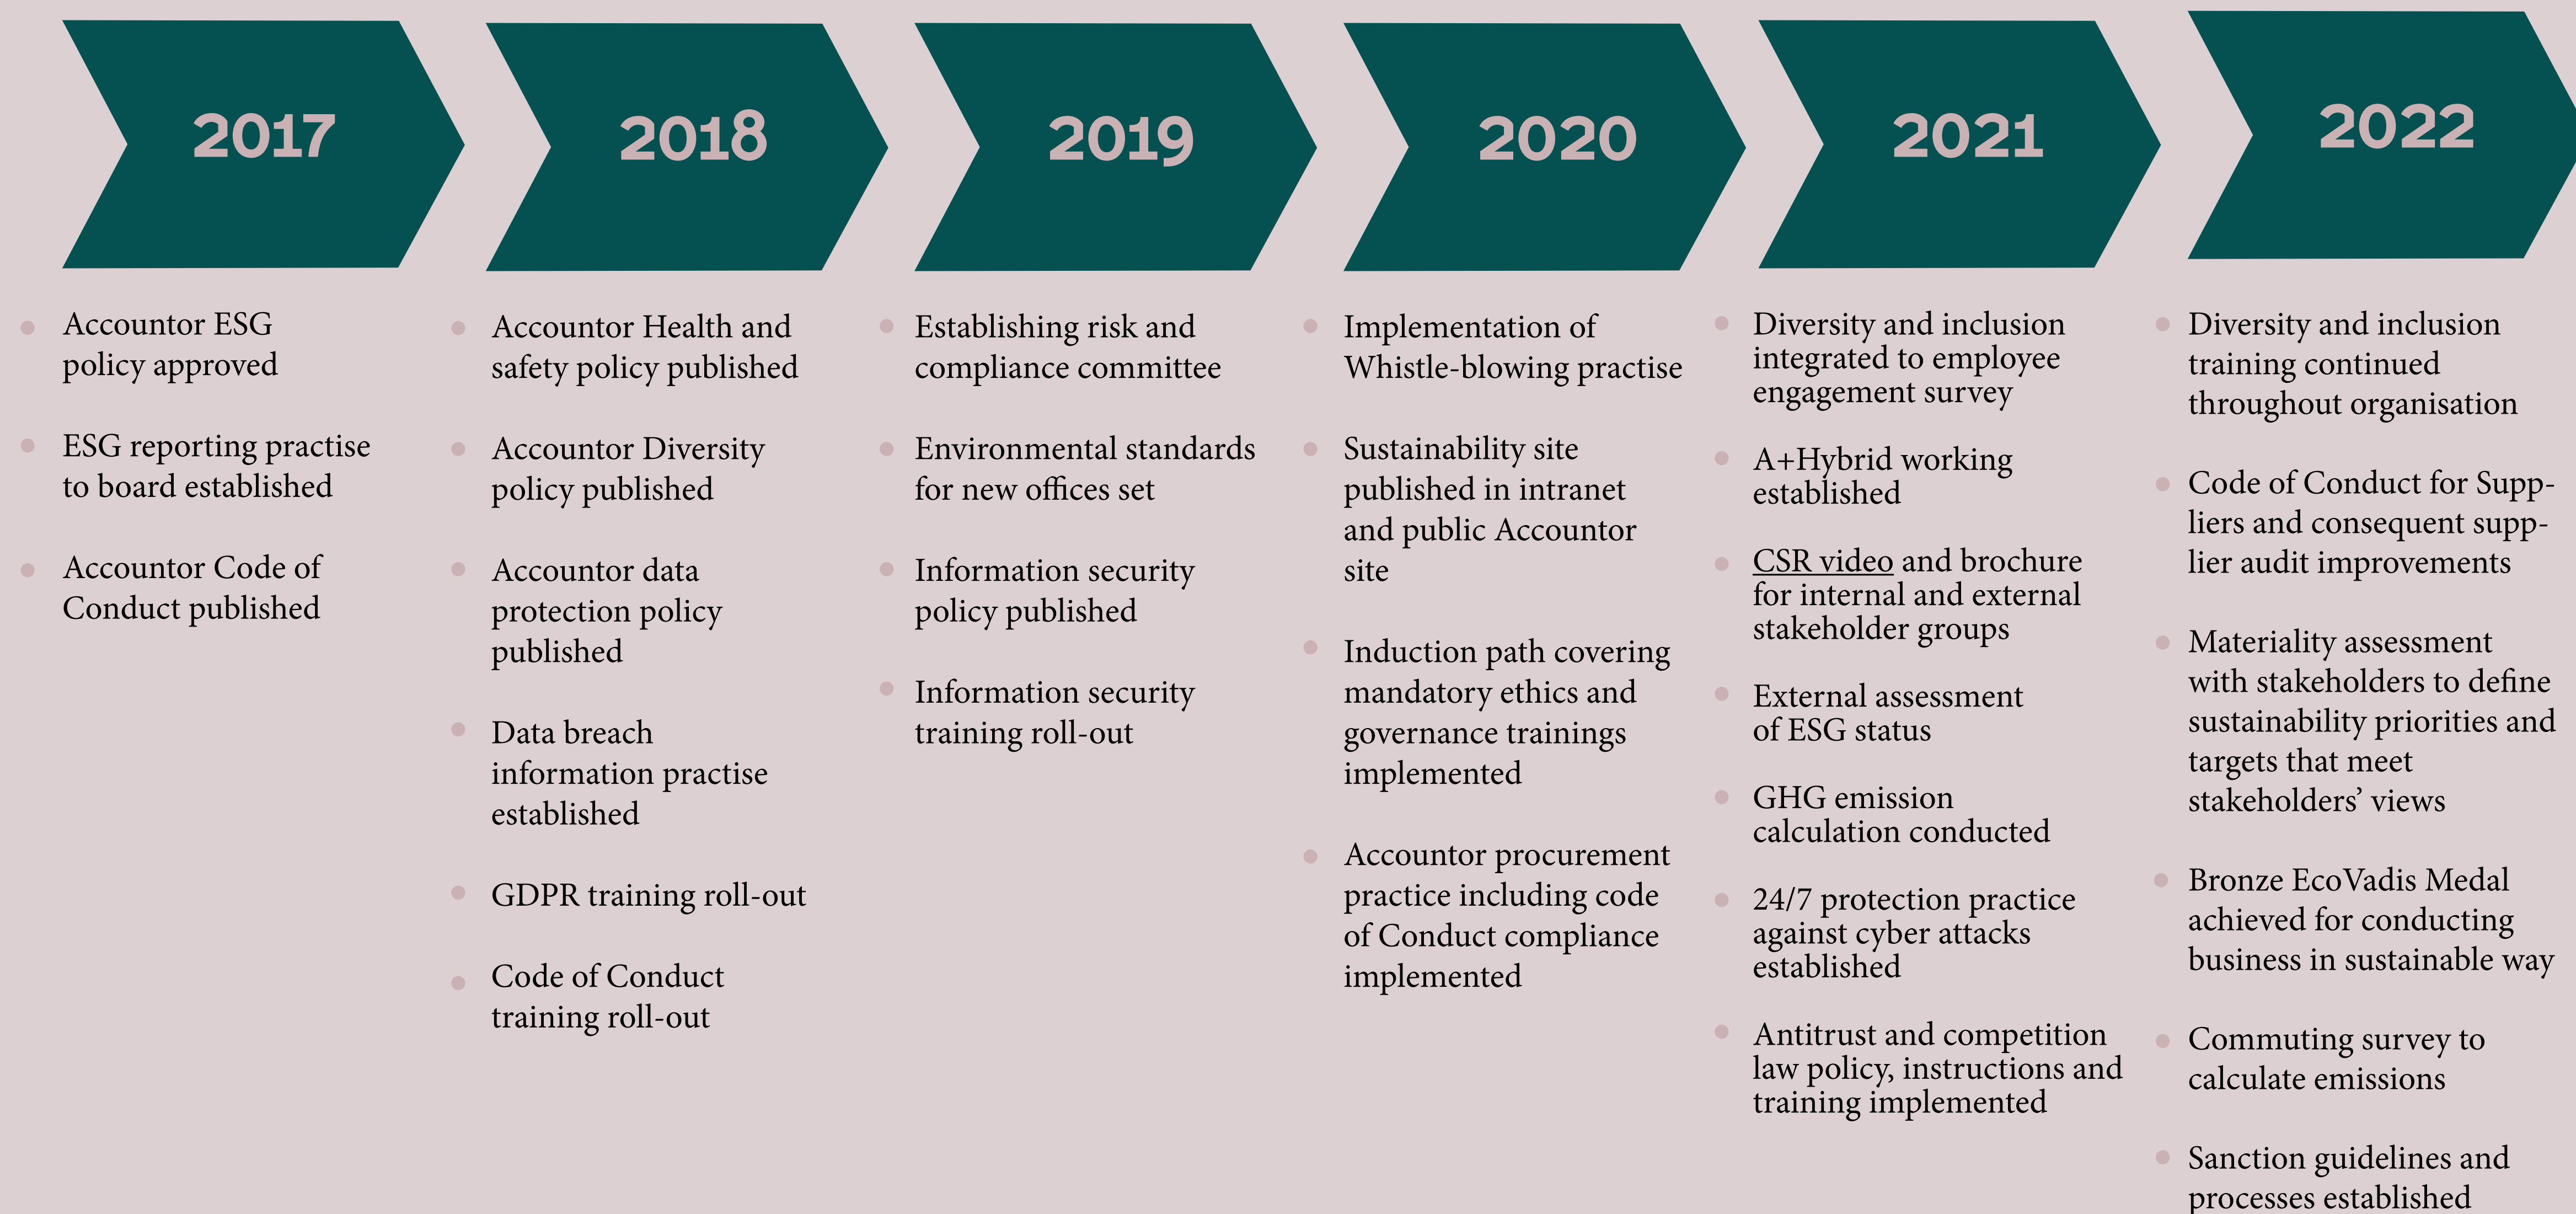 2017
Accountor ESG
policy approved
ESG reporting practise
to board established
Accountor Code of
Conduct published
2018
Accountor Health and
safety policy published
Accountor Diversity
policy published
Accountor data
protection policy
published
Data breach
information practise
established
GDPR training roll-out
Code of Conduct
training roll-out
2019
Establishing risk and
compliance committee
Environmental standards
for new offices set
Information security
policy published
Information security
training roll-out
2020
Implementation of
Whistle-blowing practise
Sustainability site
published in intranet
and public Accountor
site
Induction path covering
mandatory ethics and
governance trainings
implemented
Accountor procurement
practice including code
of Conduct compliance
implemented
2021
Diversity and inclusion
integrated to employee
engagement survey
A+Hybrid working
established
CSR video and brochure
for internal and external
stakeholder groups
External assessment
of ESG status
GHG emission
calculation conducted
24/7 protection practice
against cyber attacks
established
Antitrust and competition
law policy, instructions and
training implemented
2022
Diversity and inclusion
training continued
throughout organisation
Code of Conduct for Supp-
liers and consequent supp-
lier audit improvements
Materiality assessment
with stakeholders to define
sustainability priorities and
targets that meet
stakeholders’ views
Bronze EcoVadis Medal
achieved for conducting
business in sustainable way
Commuting survey to
calculate emissions
Sanction guidelines and
processes established